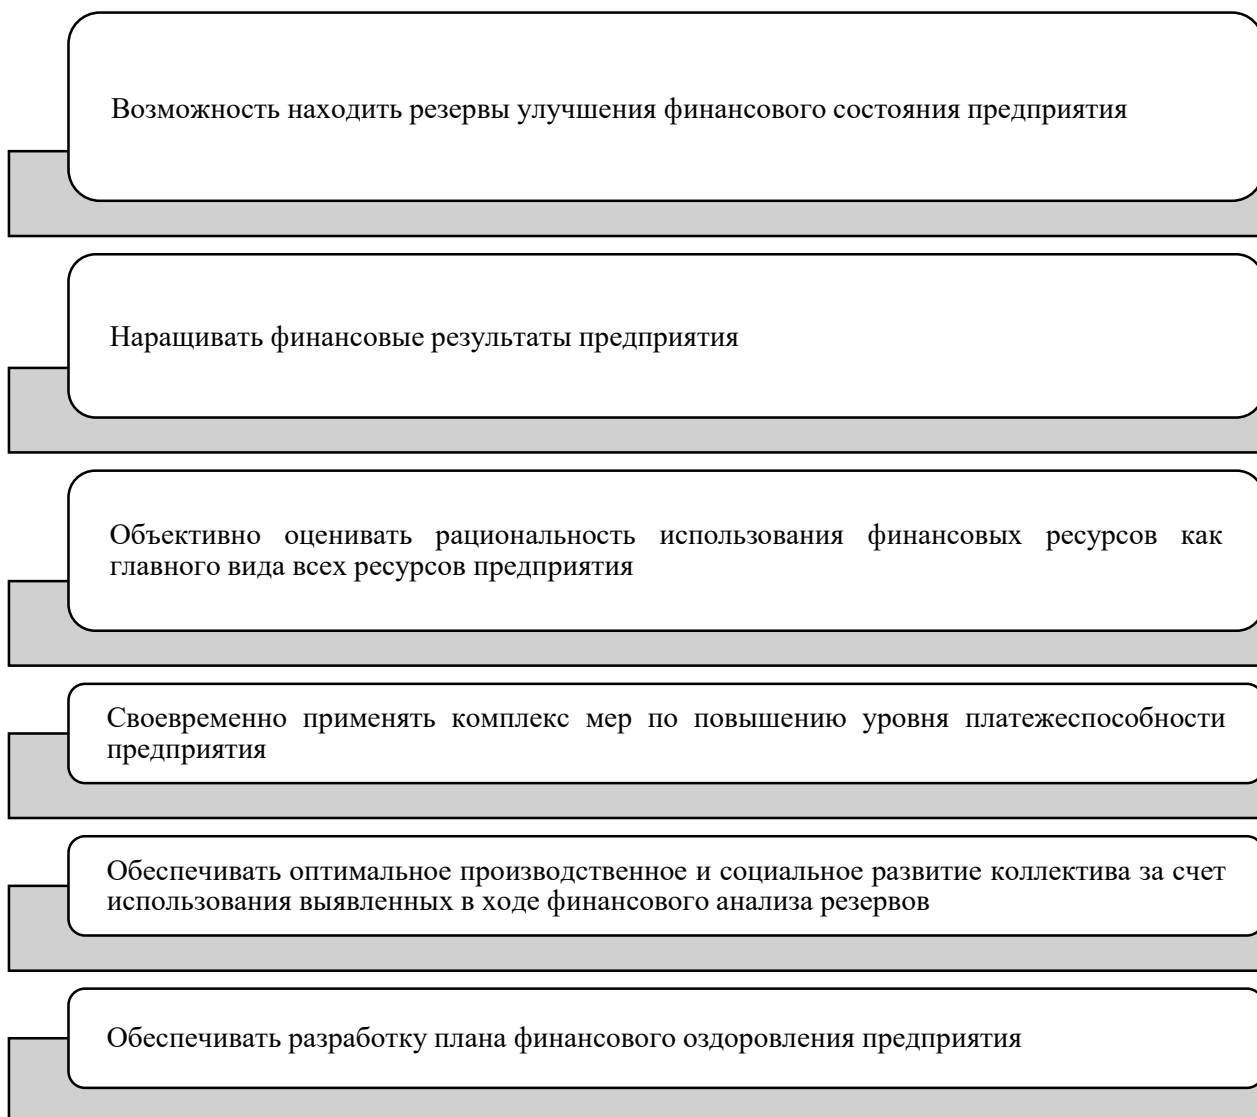 Возможность находить резервы улучшения финансового состояния предприятия
Наращивать финансовые результаты предприятия
Объективно оценивать рациональность использования финансовых ресурсов как
главного вида всех ресурсов предприятия
Своевременно применять комплекс мер по повышению уровня платежеспособности
предприятия
Обеспечивать оптимальное производственное и социальное развитие коллектива за счет
использования выявленных в ходе финансового анализа резервов
Обеспечивать разработку плана финансового оздоровления предприятия